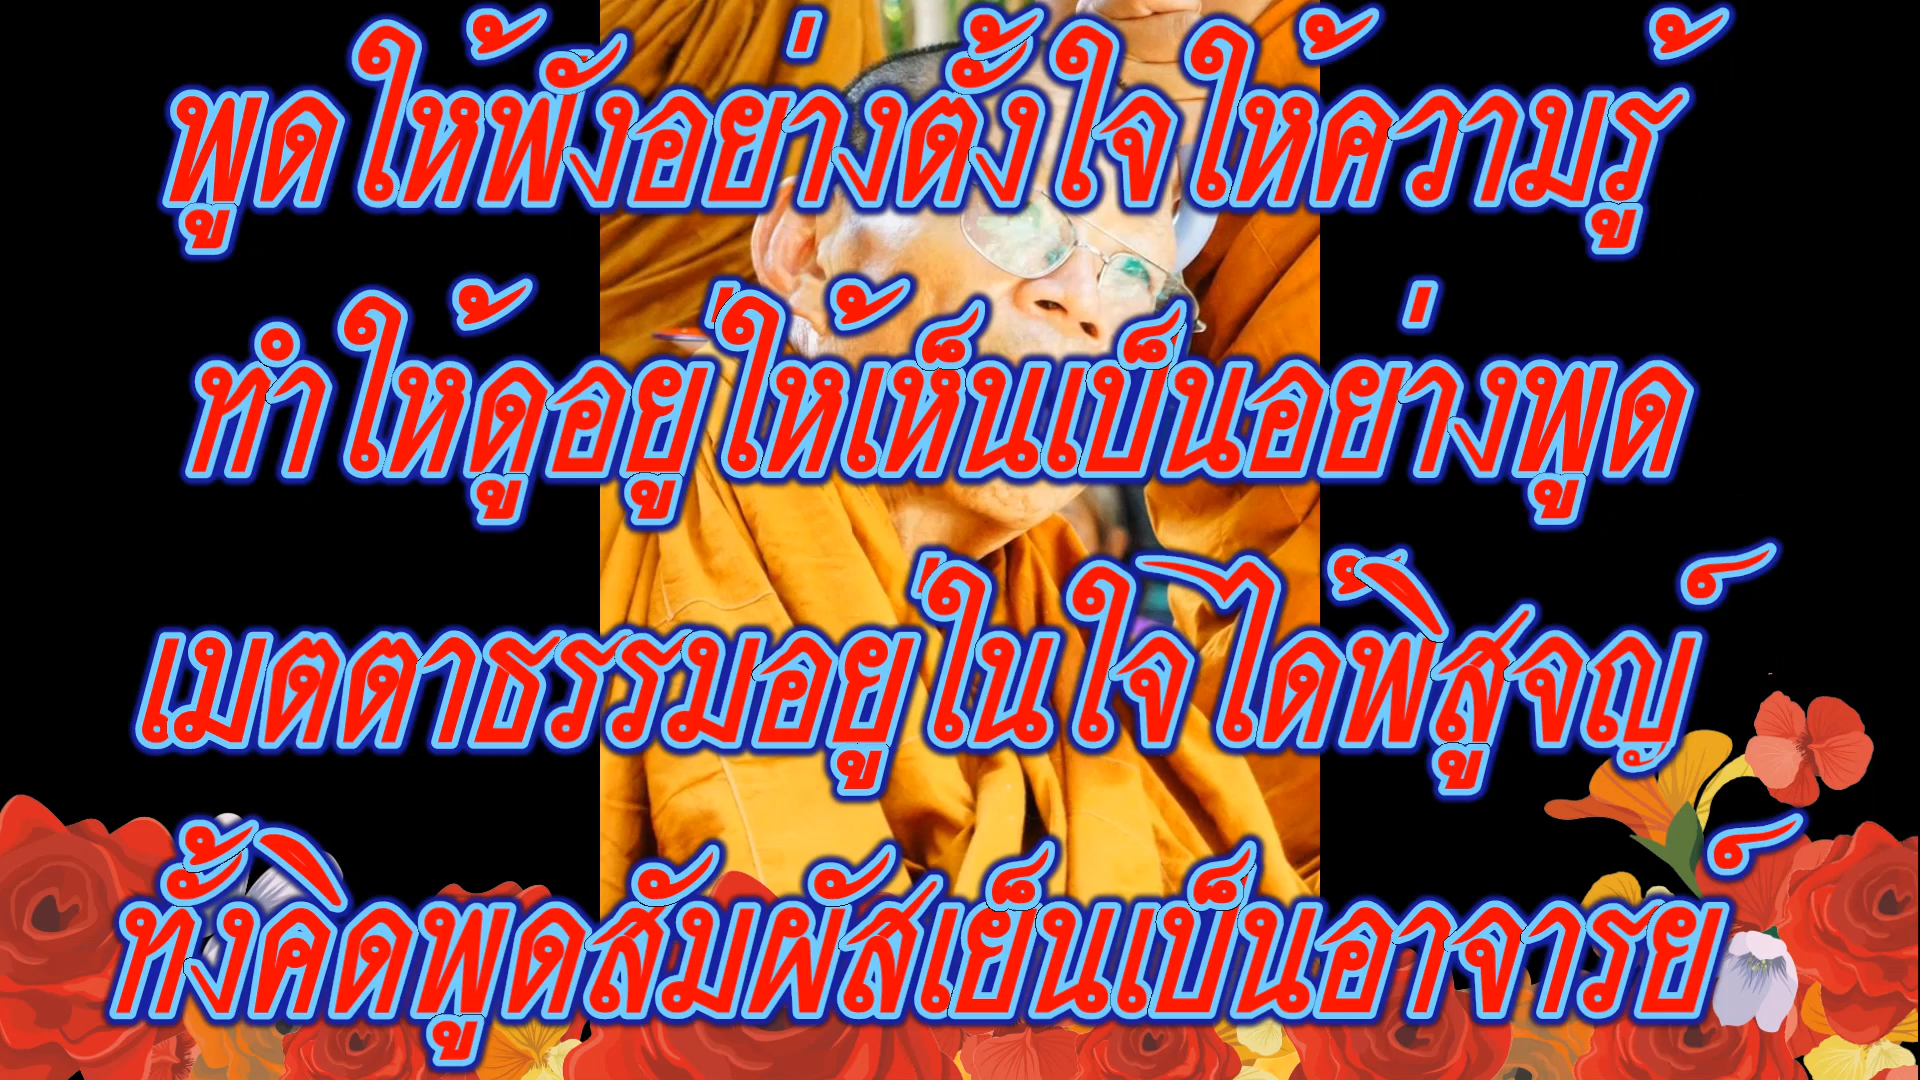 พูดให้ฟังอย่างตั้งใจให้ความรู้
ทำให้ดูอยู่ให้เห็นเป็นอย่างพูด
เมตตาธรรมอยู่ในใจได้พิสูจญ์
ทั้งคิดพูดสัมผัสเย็นเป็นอาจารย์